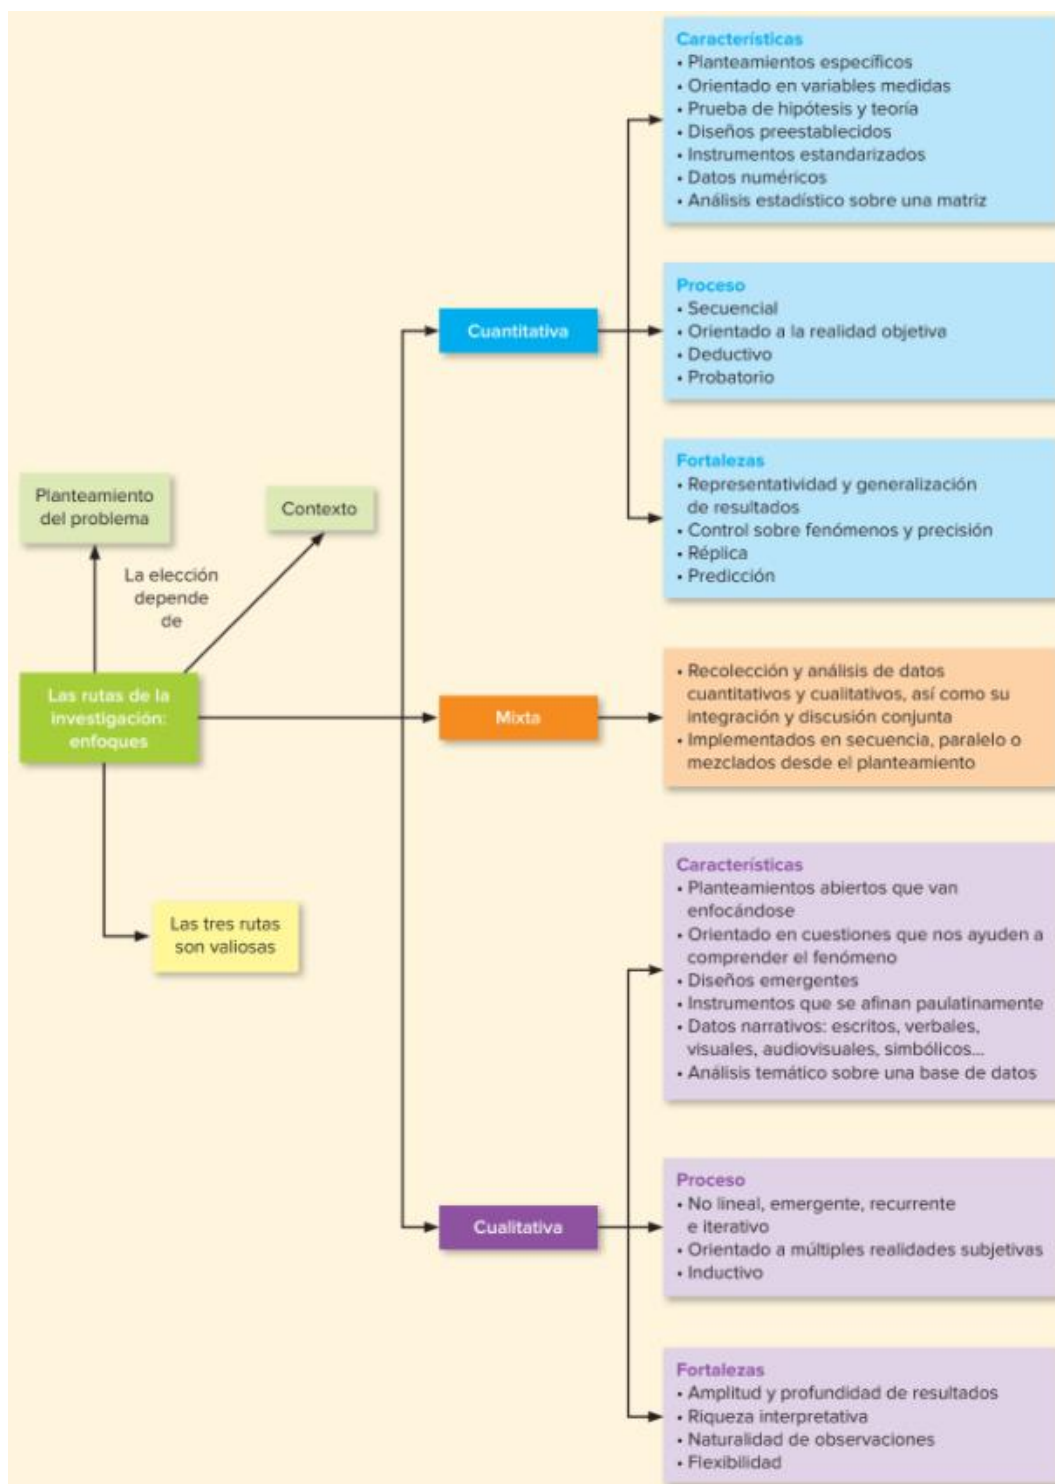 Planteamiento
del problema
Contexto
La elección
depende
de
Las rutas de la
investigación:
enfoques
Las tres rutas
son valiosas
Cuantitativa
Características
• Planteamientos específicos
• Orientado en variables medidas
• Prueba de hipótesis y teoría
• Diseños preestablecidos
• Instrumentos estandarizados
• Datos numéricos
• Análisis estadístico sobre una matriz
Proceso
• Secuencial
• Orientado a la realidad objetiva
• Deductivo
• Probatorio
Fortalezas
• Representatividad y generalización
de resultados
• Control sobre fenómenos y precisión
• Réplica
• Predicción
Mixta
• Recolección y análisis de datos
cuantitativos y cualitativos, así como su
integración y discusión conjunta
• Implementados en secuencia, paralelo o
mezclados desde el planteamiento
Cualitativa
Características
• Planteamientos abiertos que van
enfocándose
• Orientado en cuestiones que nos ayuden a
comprender el fenómeno
• Diseños emergentes
• Instrumentos que se afinan paulatinamente
• Datos narrativos: escritos, verbales,
visuales, audiovisuales, simbólicos...
• Análisis temático sobre una base de datos
Proceso
• No lineal, emergente, recurrente
e iterativo
• Orientado a múltiples realidades subjetivas
• Inductivo
Fortalezas
• Amplitud y profundidad de resultados
• Riqueza interpretativa
• Naturalidad de observaciones
• Flexibilidad